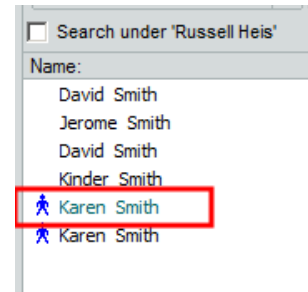 Search under 'Russell Heis'
Name:
David Smith
Jerome Smith
David Smith
Kinder Smith
Karen Smith
Karen Smith